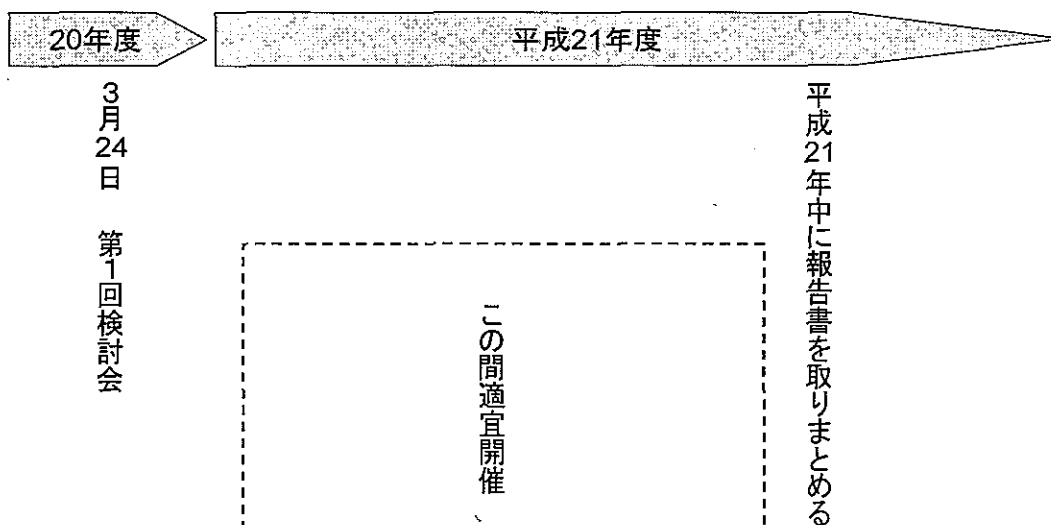 20年度
平成21年度
3月24日　第1回検討会
この間適宜開催
平成21年中に報告書を取りまとめる